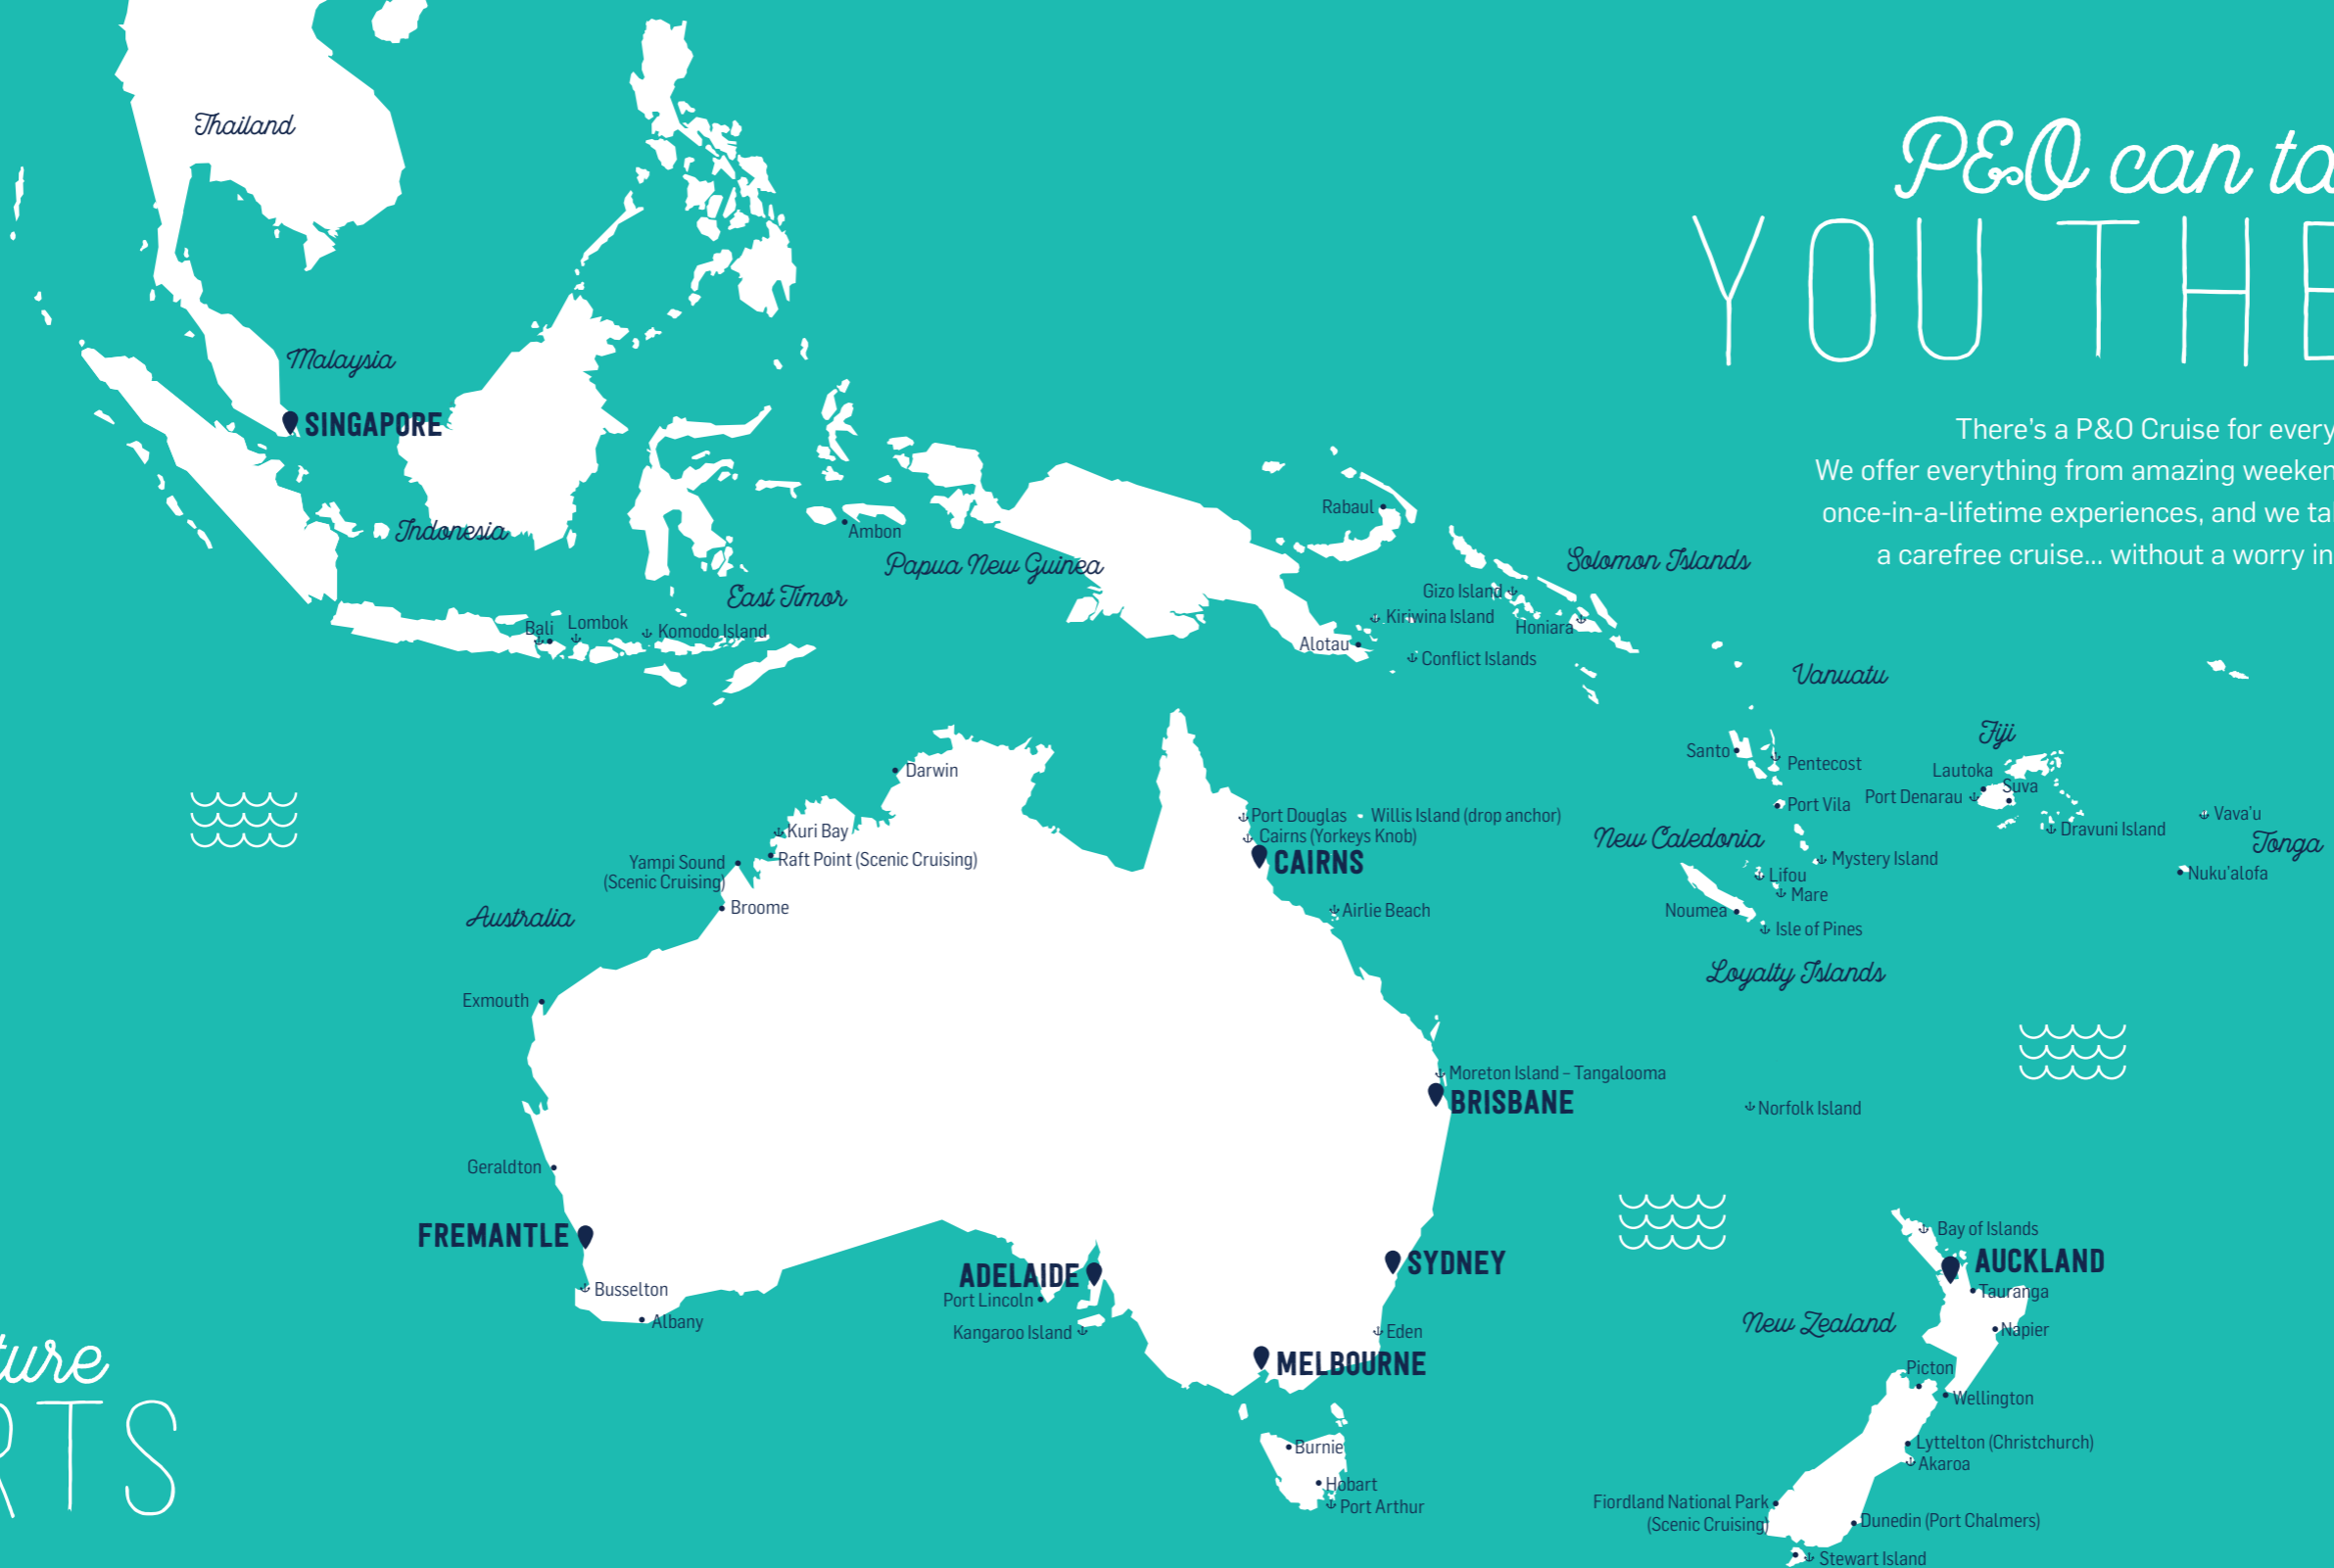 P&O can ta
YOU THE
There's a P&O Cruise for every
We offer everything from amazing weeken
once-in-a-lifetime experiences, and we ta
a carefree cruise... without a worry in
Thailand
Malaysia
SINGAPORE
Indonesia
Ambon
Papua New Guinea
East Timor
Bali
Lombok
Komodo Island
Rabaul
Solomon Islands
Gizo Island
Kiriwina Island
Honiara
Alotau
Conflict Islands
Vanuatu
Santo
Pentecost
Port Vila
Fiji
Lautoka
Suva
Port Denarau
Dravuni Island
Vava'u
Tonga
Nuku'alofa
New Caledonia
Mystery Island
Lifou
Mare
Noumea
Isle of Pines
Loyalty Islands
Darwin
Kuri Bay
Raft Point (Scenic Cruising)
Yampi Sound
(Scenic Cruising)
Broome
Australia
Exmouth
Geraldton
FREMANTLE
Busselton
Albany
Port Douglas
Willis Island (drop anchor)
Cairns (Yorkeys Knob)
CAIRNS
Airlie Beach
Moreton Island – Tangalooma
BRISBANE
Norfolk Island
SYDNEY
ADELAIDE
Port Lincoln
Kangaroo Island
Eden
MELBOURNE
Burnie
Hobart
Port Arthur
Bay of Islands
AUCKLAND
Tauranga
New Zealand
Napier
Picton
Wellington
Lyttelton (Christchurch)
Akaroa
Fiordland National Park
(Scenic Cruising)
Dunedin (Port Chalmers)
Stewart Island
ture
RTS